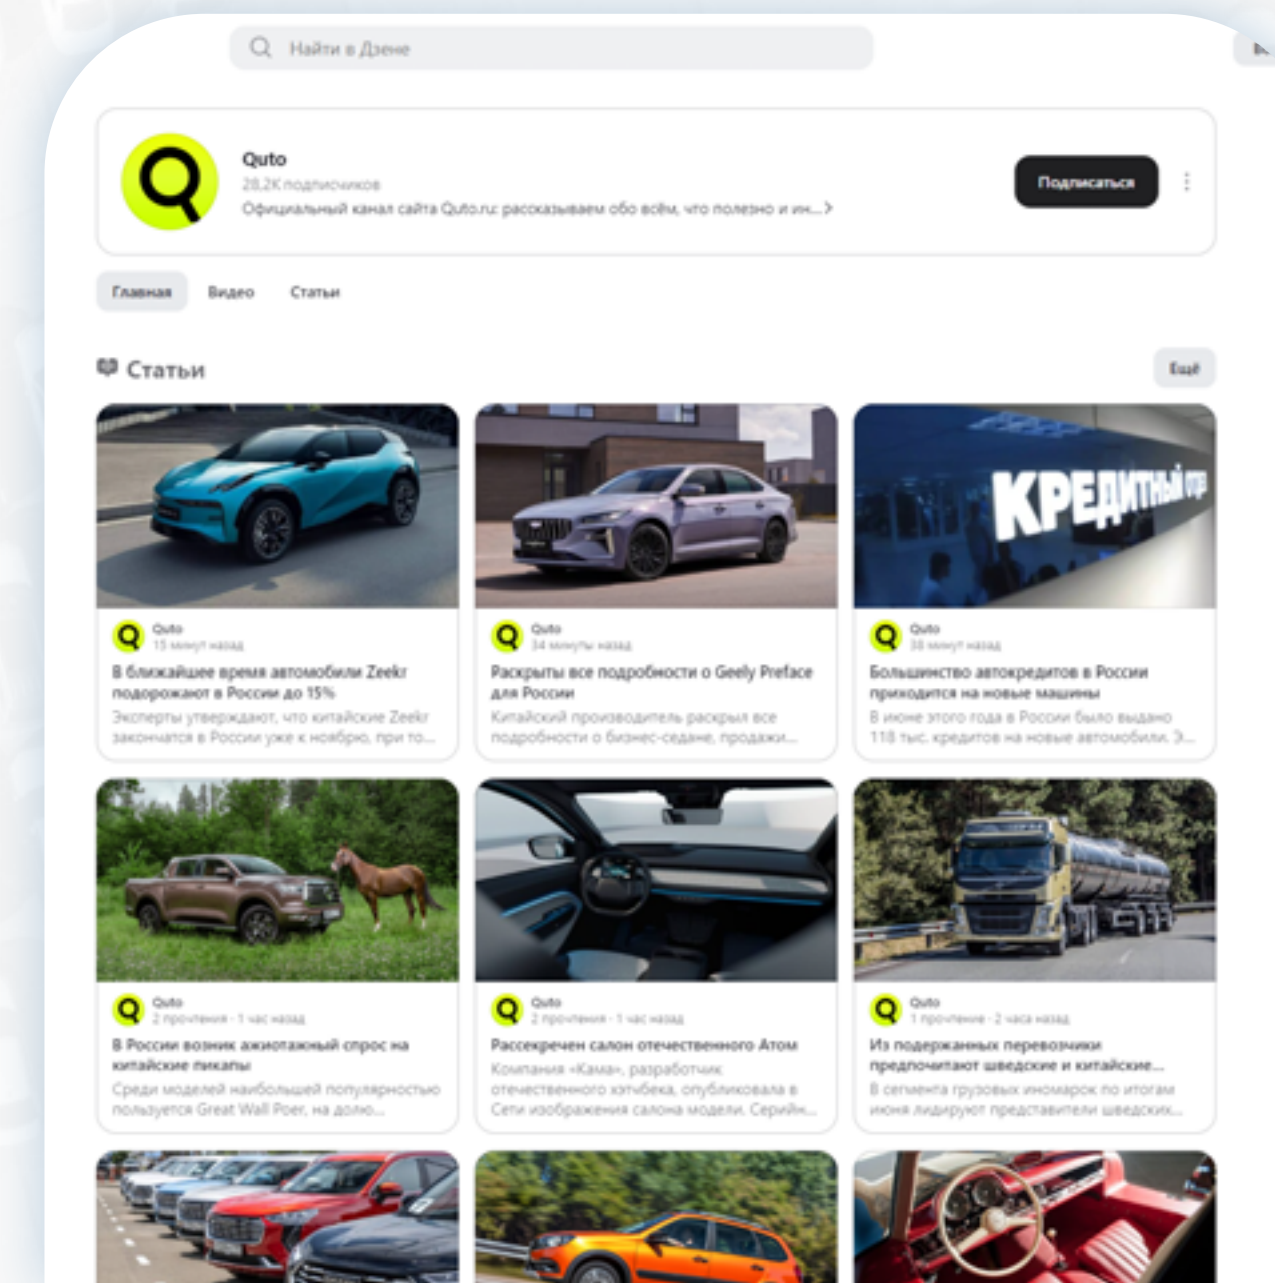 Найти в Дзене
Quto
28,2K подписчиков
Официальный канал сайта Quto.ru: рассказываем обо всём, что полезно и ин...
Подписаться
Главная
Видео
Статьи
Статьи
Ещё
КРЕДИТНЫЙ отдел
Quto
15 минут назад
В ближайшее время автомобили Zeekr
подорожают в России до 15%
Эксперты утверждают, что китайские Zeekr
закончатся в России уже к ноябрю, при то...
Quto
34 минуты назад
Раскрыты все подробности о Geely Preface
для России
Китайский производитель раскрыл все
подробности о бизнес-седане, продажи...
Quto
38 минут назад
Большинство автокредитов в России
приходится на новые машины
В июне этого года в России было выдано
118 тыс. кредитов на новые автомобили. Э...
Quto
2 прочтения · 1 час назад
В России возник ажиотажный спрос на
китайские пикапы
Среди моделей наибольшей популярностью
пользуется Great Wall Poer, на долю...
Quto
2 прочтения · 1 час назад
Рассекречен салон отечественного Атом
Компания «Кама», разработчик
отечественного хэтчбека, опубликовала в
Сети изображения салона модели. Серийн...
Quto
1 прочтение · 2 часа назад
Из подержанных перевозчики
предпочитают шведские и китайские...
В сегмента грузовых иномарок по итогам
июня лидируют представители шведских...